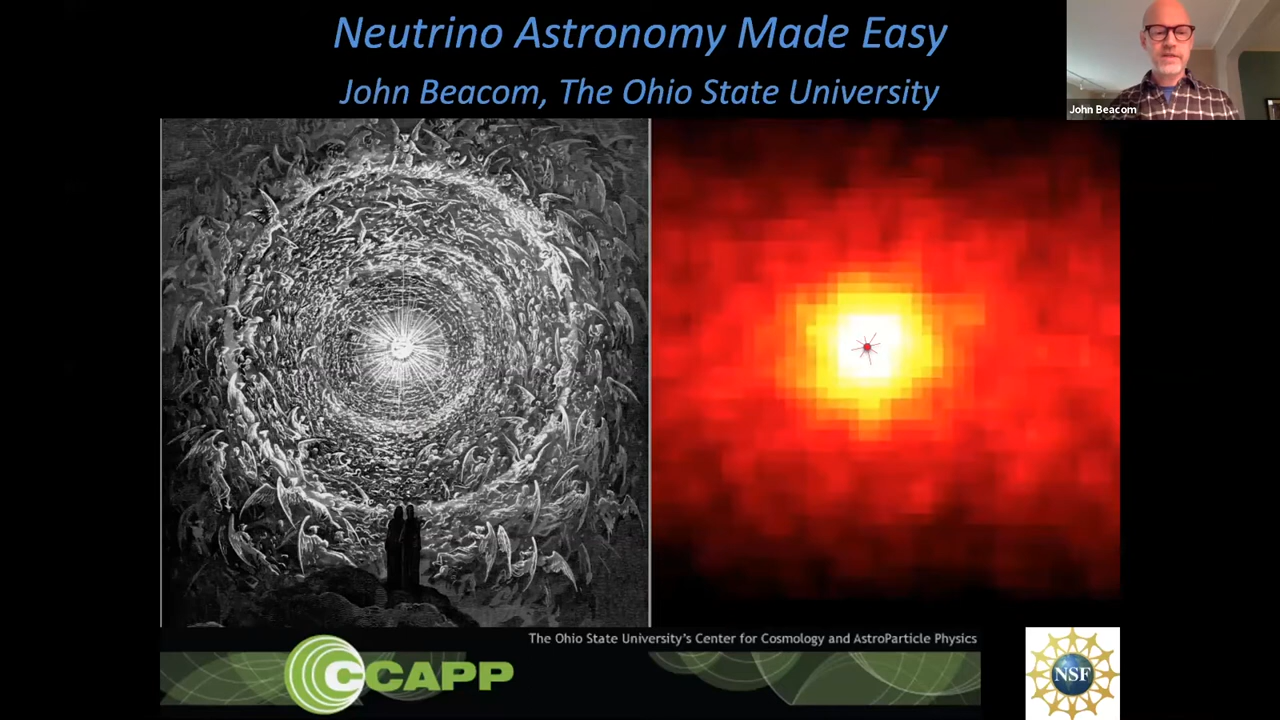 Neutrino Astronomy Made Easy
John Beacom, The Ohio State University
John Beacom
The Ohio State University's Center for Cosmology and AstroParticle Physics
CCAPP
NSF